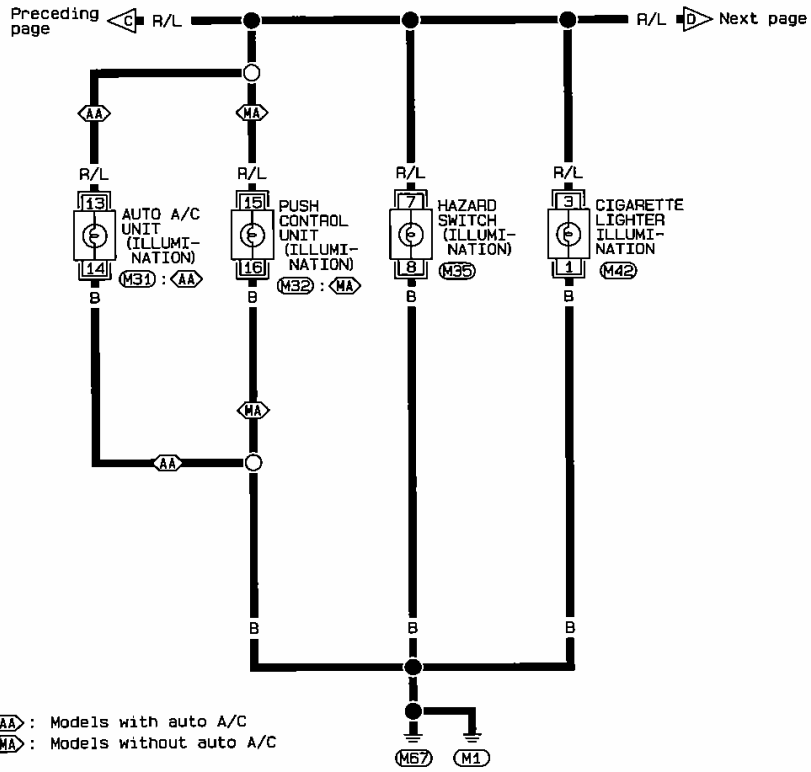 Preceding page C R/L R/L D Next page
AA MA
R/L R/L R/L R/L
13 AUTO A/C UNIT (ILLUMI-NATION) 14 M31 : AA
15 PUSH CONTROL UNIT (ILLUMI-NATION) 16 M32 : MA
7 HAZARD SWITCH (ILLUMI-NATION) 8 M35
3 CIGARETTE LIGHTER ILLUMI-NATION 1 M42
B B B B
MA
AA
B B B
AA : Models with auto A/C
MA : Models without auto A/C
M67 M1